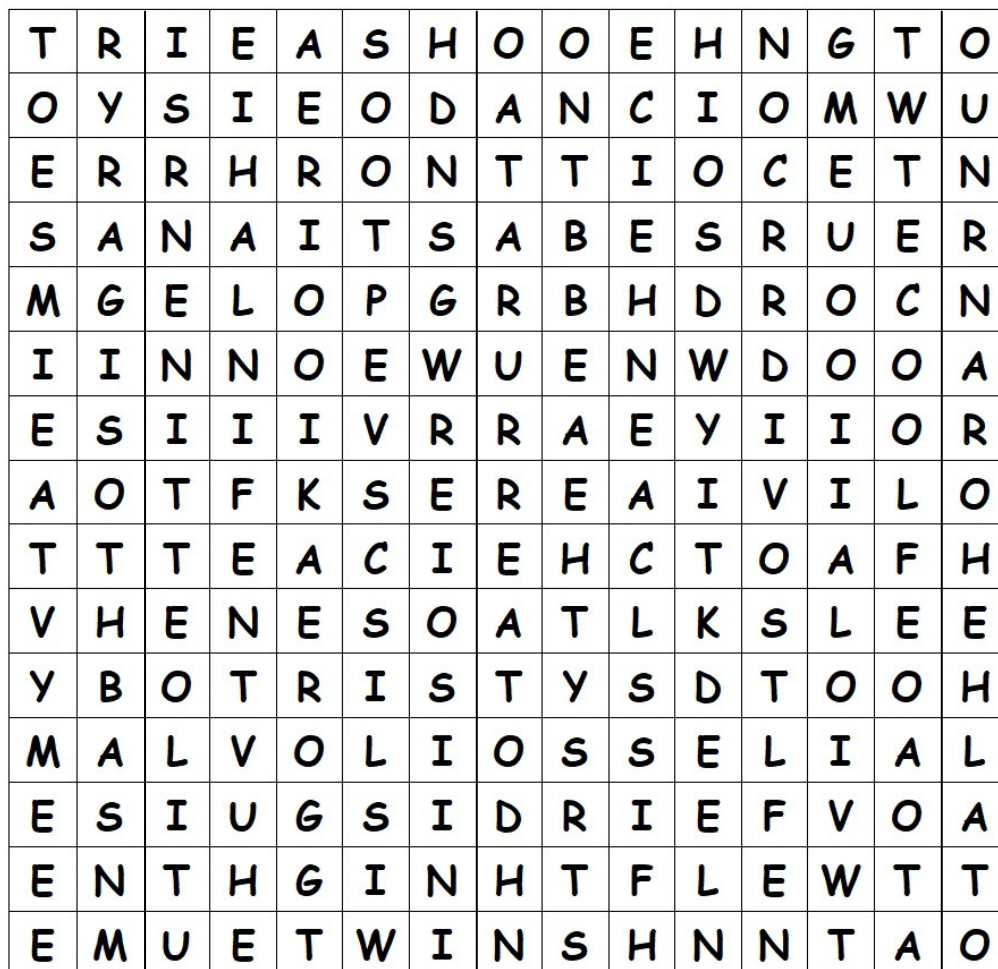 T R I E A S H O O E H N G T O
O Y S I E O D A N C I O M W U
E R R H R O N T T I O C E T N
S A N A I T S A B E S R U E R
M G E L O P G R B H D R O C N
I I N N O E W U E N W D O O A
E S I I I V R R A E Y I I O R
A O T F K S E R E A I V I L O
T T T E A C I E H C T O A F H
V H E N E S O A T L K S L E E
Y B O T R I S T Y S D T O O H
M A L V O L I O S S E L I A L
E S I U G S I D R I E F V O A
E N T H G I N H T F L E W T T
E M U E T W I N S H N N T A O